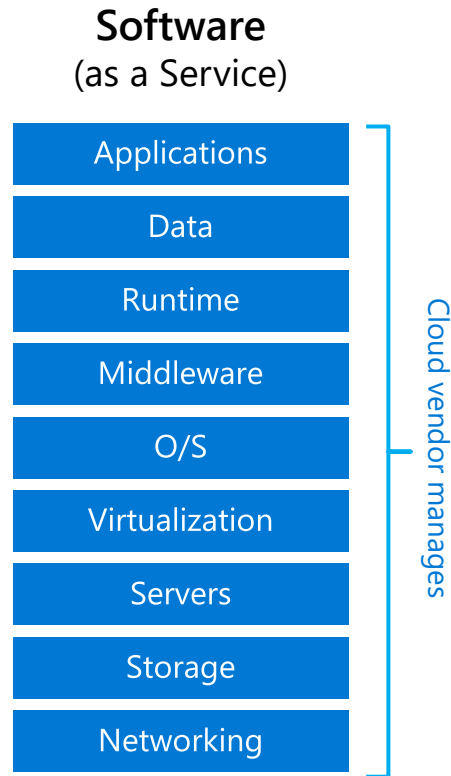 Software
(as a Service)
Applications
Data
Runtime
Middleware
O/S
Virtualization
Servers
Storage
Networking
Cloud vendor manages